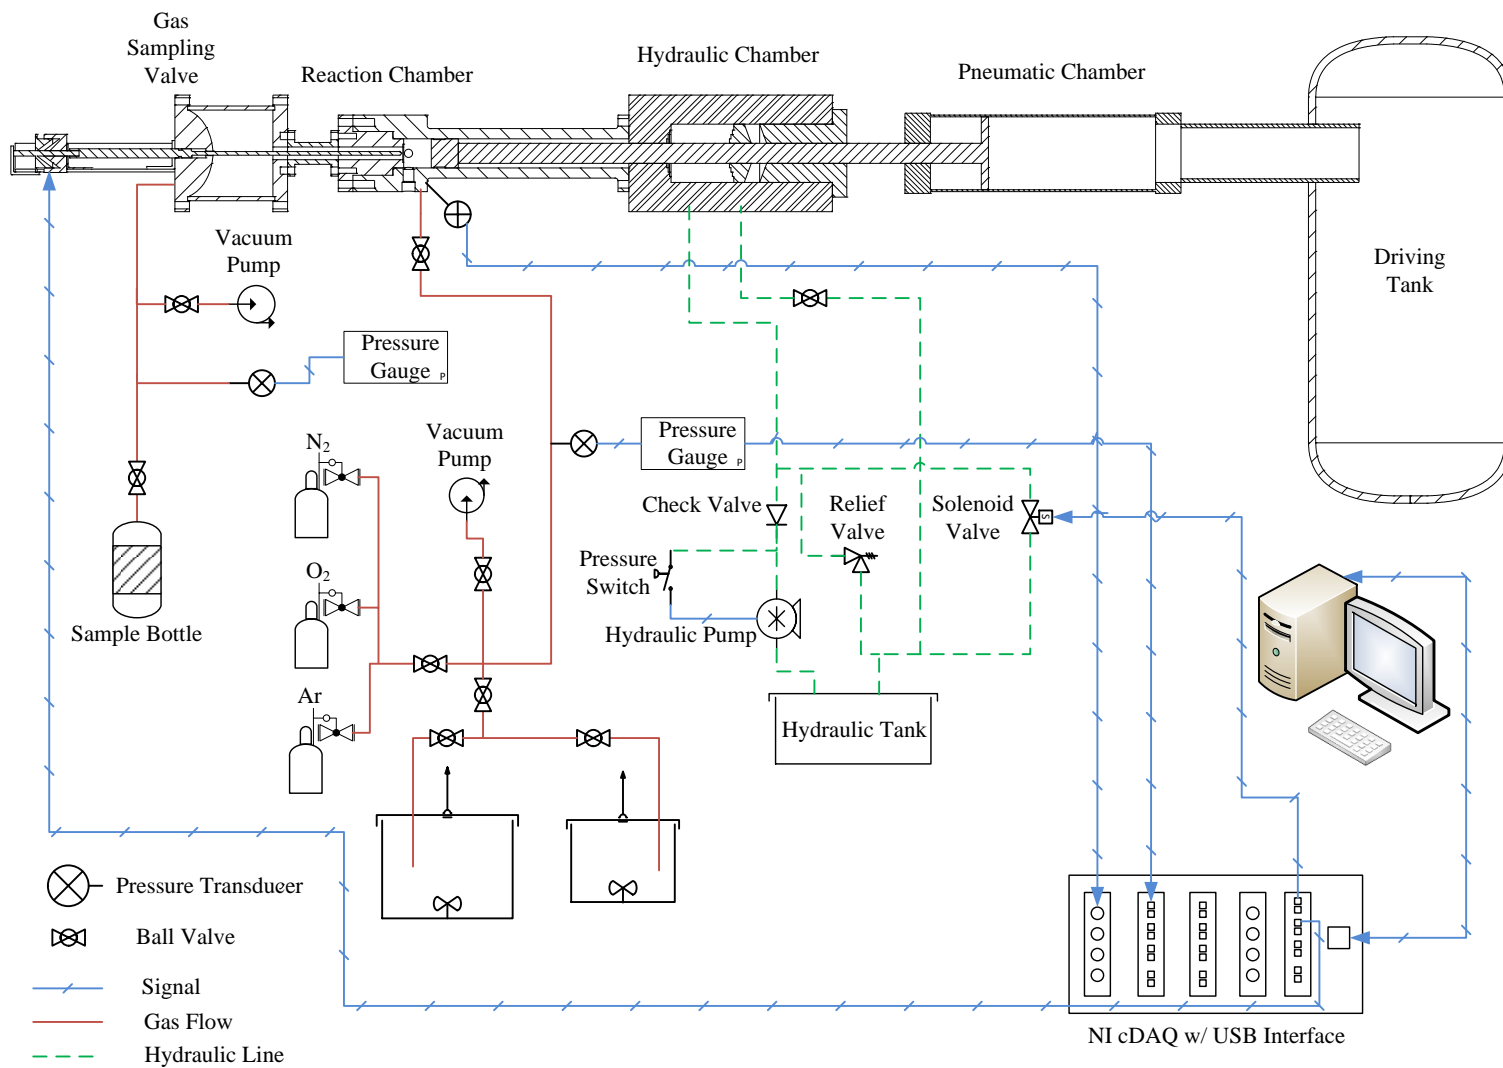 Gas
Sampling
Valve
Reaction Chamber
Hydraulic Chamber
Pneumatic Chamber
Vacuum
Pump
Driving
Tank
Pressure
Gauge P
Vacuum
Pump
Pressure
Gauge P
N2
Check Valve
Relief
Valve
Solenoid
Valve
S
Pressure
Switch
O2
Sample Bottle
Hydraulic Pump
Ar
Hydraulic Tank
Pressure Transducer
Ball Valve
Signal
Gas Flow
Hydraulic Line
NI cDAQ w/ USB Interface